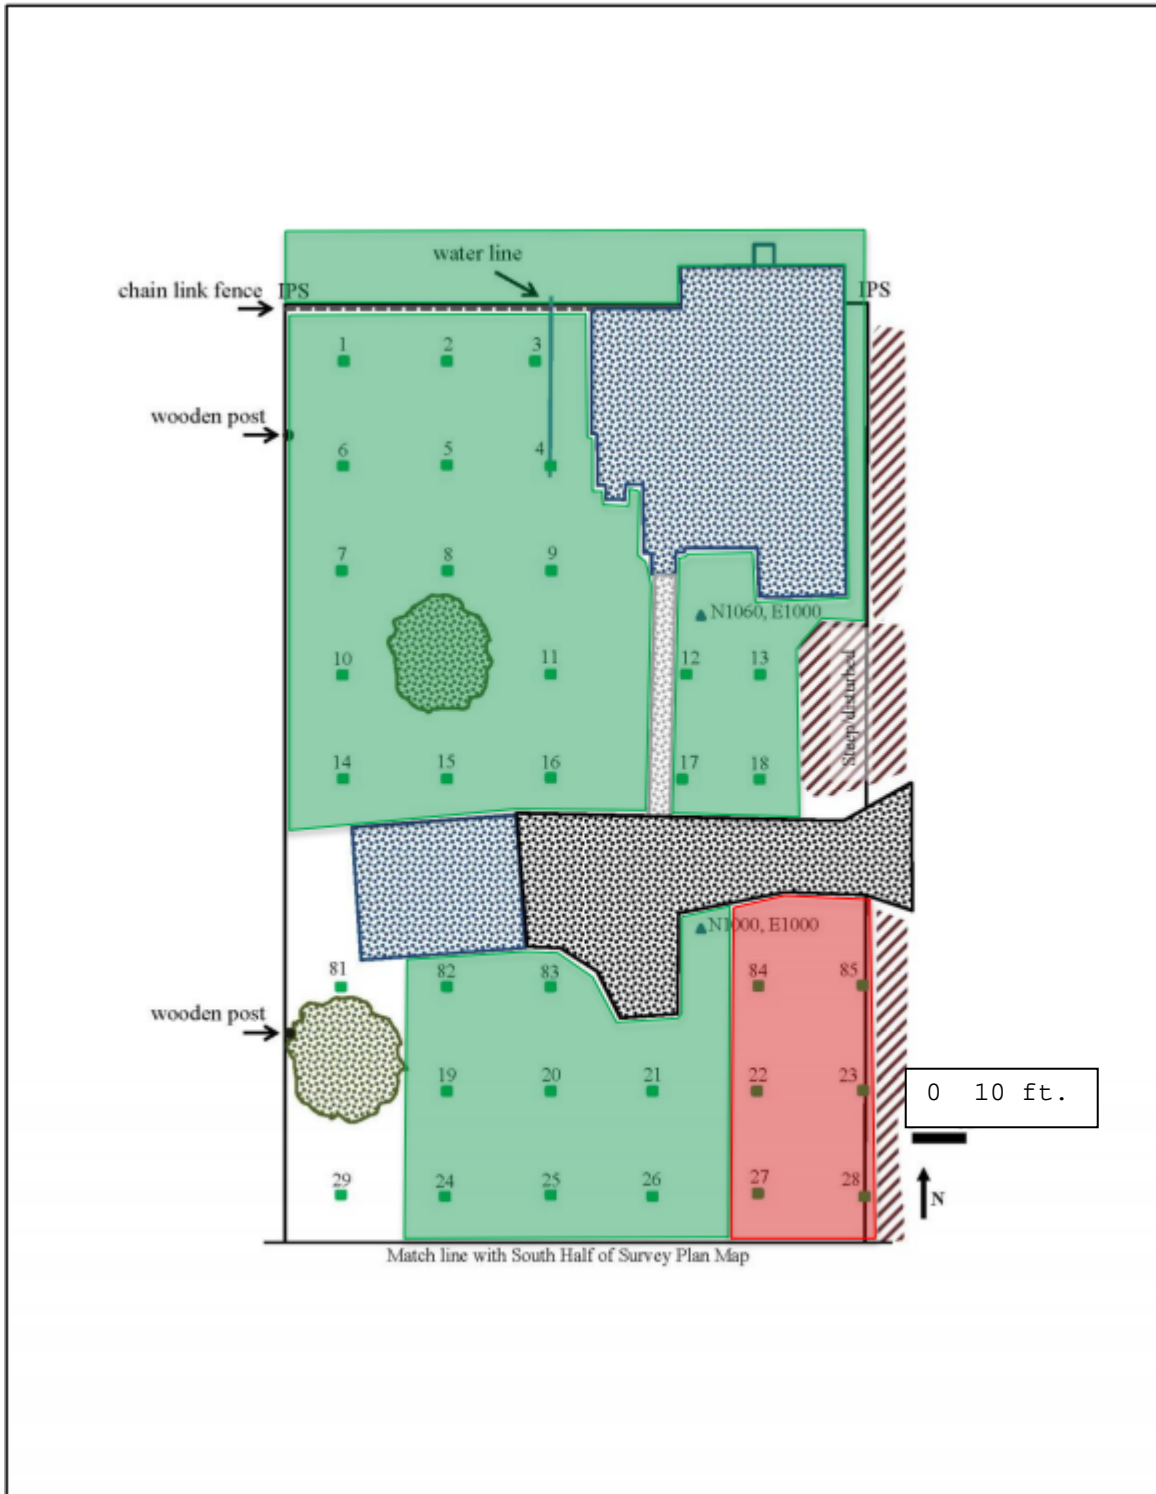 water line
chain link fence IPS
IPS
1 2 3
wooden post
6 5 4
7 8 9
N1060, E1000
10 11 12 13
Steep/disturbed
14 15 16 17 18
N1000, E1000
81 82 83 84 85
wooden post
19 20 21 22 23
0 10 ft.
29 24 25 26 27 28
N
Match line with South Half of Survey Plan Map